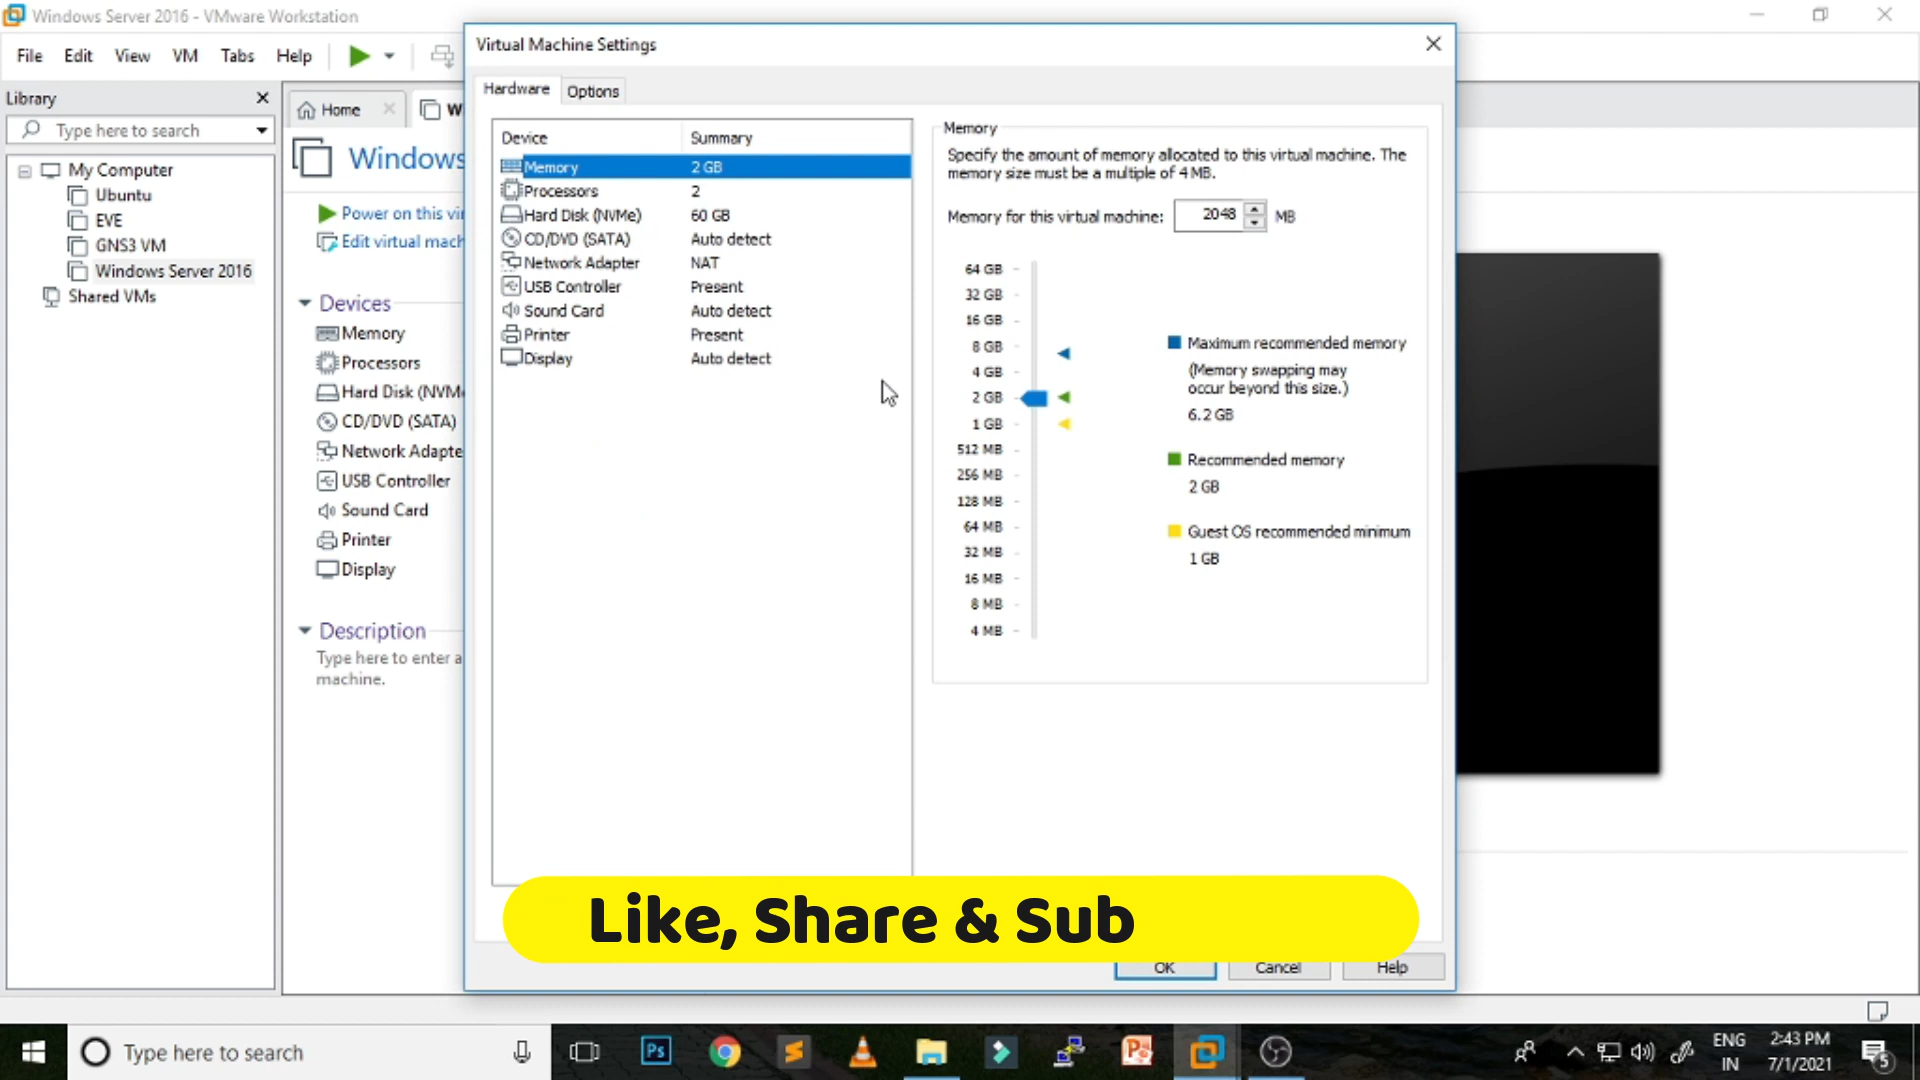 Windows Server 2016 - VMware Workstation
File Edit View VM Tabs Help
Library
Type here to search
My Computer
Ubuntu
EVE
GNS3 VM
Windows Server 2016
Shared VMs
Home
W
Windows
Power on this vi
Edit virtual mach
Devices
Memory
Processors
Hard Disk (NVMe
CD/DVD (SATA)
Network Adapte
USB Controller
Sound Card
Printer
Display
Description
Type here to enter a
machine.
Virtual Machine Settings
Hardware Options
Device Summary
Memory 2 GB
Processors 2
Hard Disk (NVMe) 60 GB
CD/DVD (SATA) Auto detect
Network Adapter NAT
USB Controller Present
Sound Card Auto detect
Printer Present
Display Auto detect
Memory
Specify the amount of memory allocated to this virtual machine. The
memory size must be a multiple of 4 MB.
Memory for this virtual machine: 2048 MB
64 GB
32 GB
16 GB
8 GB
4 GB
2 GB
1 GB
512 MB
256 MB
128 MB
64 MB
32 MB
16 MB
8 MB
4 MB
Maximum recommended memory
(Memory swapping may
occur beyond this size.)
6.2 GB
Recommended memory
2 GB
Guest OS recommended minimum
1 GB
Like, Share & Sub
OK Cancel Help
Type here to search
Ps
ENG
IN
2:43 PM
7/1/2021
5